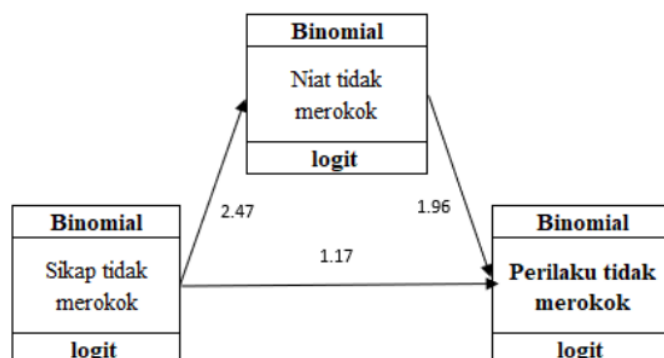 Binomial
Niat tidak
merokok
logit
2.47
1.96
1.17
Binomial
Sikap tidak
merokok
logit
Binomial
Perilaku tidak
merokok
logit